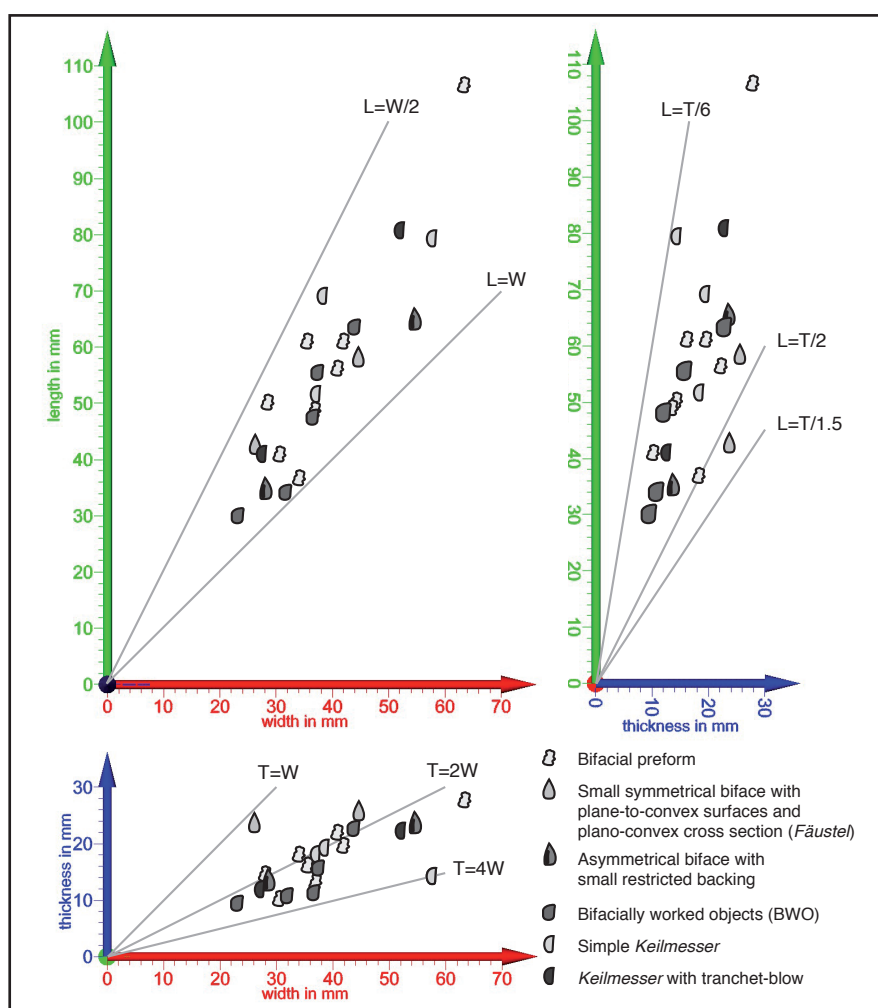 110
100
90
80
70
60
50
40
30
20
10
0
length in mm
L=W/2
L=W
0 10 20 30 40 50 60 70
width in mm
110
100
90
80
70
60
50
40
30
20
10
0
L=T/6
L=T/2
L=T/1.5
0 10 20 30
thickness in mm
30
20
10
0
thickness in mm
T=W
T=2W
T=4W
0 10 20 30 40 50 60 70
width in mm
Bifacial preform
Small symmetrical biface with
plane-to-convex surfaces and
plano-convex cross section (Fäustel)
Asymmetrical biface with
small restricted backing
Bifacially worked objects (BWO)
Simple Keilmesser
Keilmesser with tranchet-blow